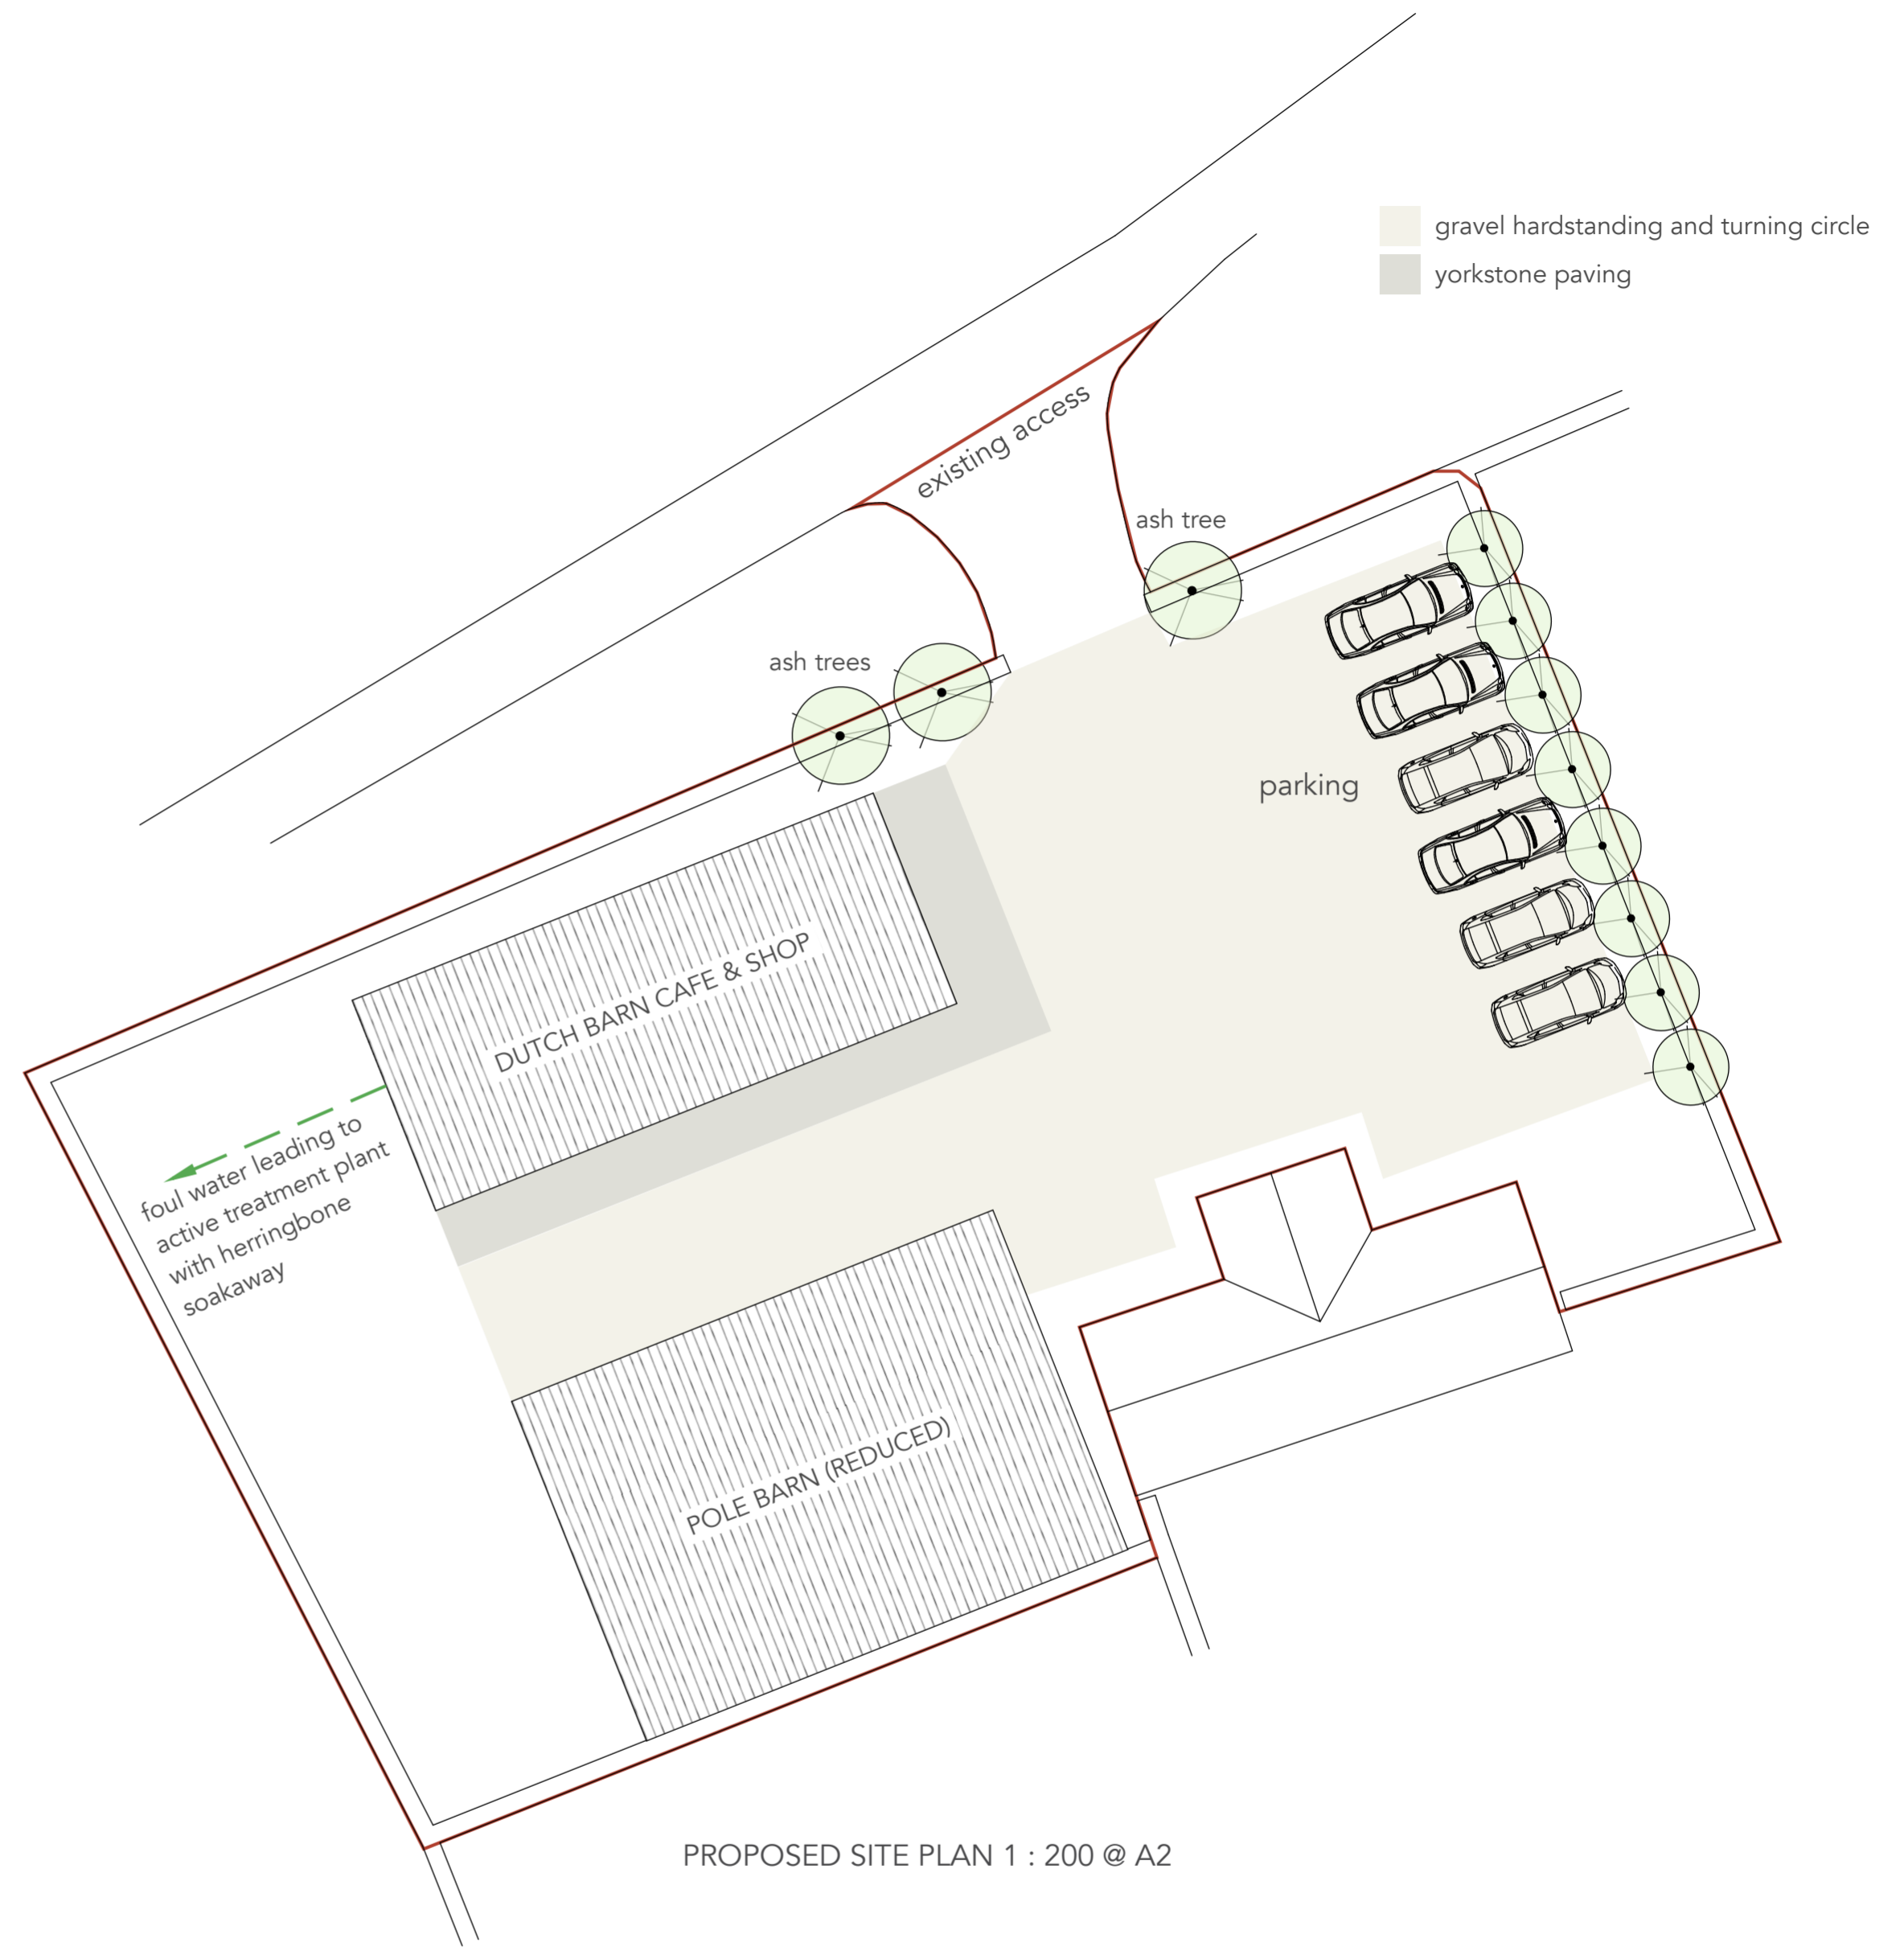 gravel hardstanding and turning circle
yorkstone paving
existing access
ash tree
ash trees
parking
DUTCH BARN CAFE & SHOP
foul water leading to
active treatment plant
with herringbone
soakaway
POLE BARN (REDUCED)
PROPOSED SITE PLAN 1 : 200 @ A2